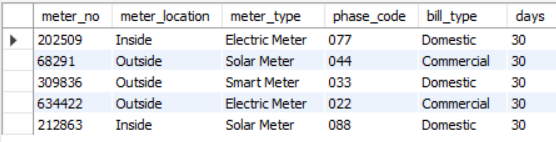 meter_no meter_location meter_type phase_code bill_type days
202509 Inside Electric Meter 077 Domestic 30
68291 Outside Solar Meter 044 Commercial 30
309836 Outside Smart Meter 033 Domestic 30
634422 Outside Electric Meter 022 Commercial 30
212863 Inside Solar Meter 088 Domestic 30